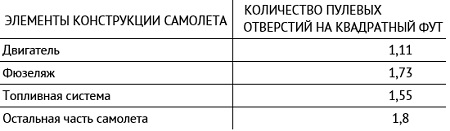 ЭЛЕМЕНТЫ КОНСТРУКЦИИ САМОЛЕТА
КОЛИЧЕСТВО ПУЛЕВЫХ
ОТВЕРСТИЙ НА КВАДРАТНЫЙ ФУТ
Двигатель 1,11
Фюзеляж 1,73
Топливная система 1,55
Остальная часть самолета 1,8